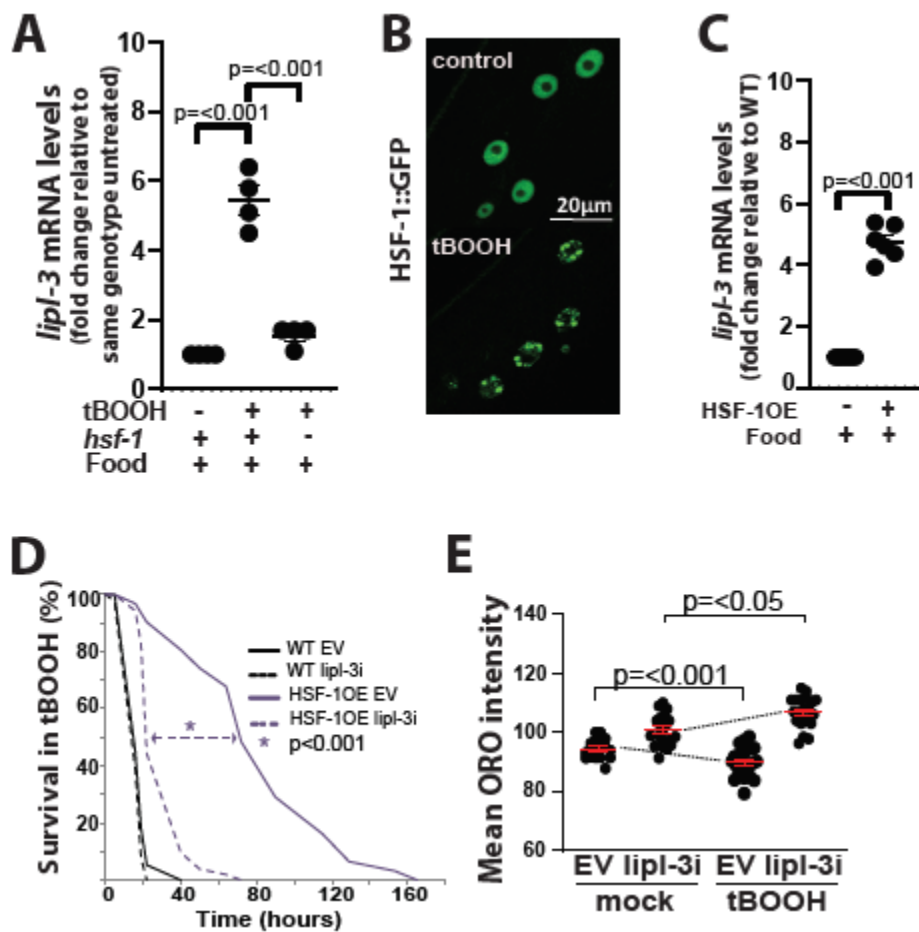 A
lipl-3 mRNA levels
(fold change relative to
same genotype untreated)
10
8
6
4
2
0
p=<0.001
p=<0.001
tBOOH - + +
hsf-1 + + -
Food + + +
B
HSF-1::GFP
control
20µm
tBOOH
C
lipl-3 mRNA levels
(fold change relative to WT)
10
8
6
4
2
0
p=<0.001
HSF-1OE - +
Food + +
D
Survival in tBOOH (%)
100
80
60
40
20
0 40 80 120 160
Time (hours)
WT EV
WT lipl-3i
HSF-1OE EV
HSF-1OE lipl-3i
* p<0.001
*
E
Mean ORO intensity
140
120
100
80
60
p=<0.05
p=<0.001
EV lipl-3i EV lipl-3i
mock tBOOH